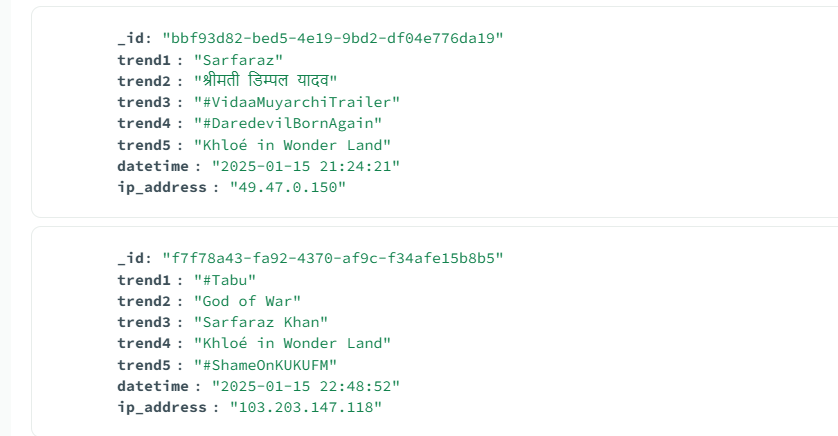 _id: "bbf93d82-bed5-4e19-9bd2-df04e776da19"
trend1 : "Sarfaraz"
trend2 : "श्रीमती डिम्पल यादव"
trend3 : "#VidaaMuyarchiTrailer"
trend4 : "#DaredevilBornAgain"
trend5 : "Khloé in Wonder Land"
datetime : "2025-01-15 21:24:21"
ip_address : "49.47.0.150"
_id: "f7f78a43-fa92-4370-af9c-f34afe15b8b5"
trend1 : "#Tabu"
trend2 : "God of War"
trend3 : "Sarfaraz Khan"
trend4 : "Khloé in Wonder Land"
trend5 : "#ShameOnKUKUFM"
datetime : "2025-01-15 22:48:52"
ip_address : "103.203.147.118"